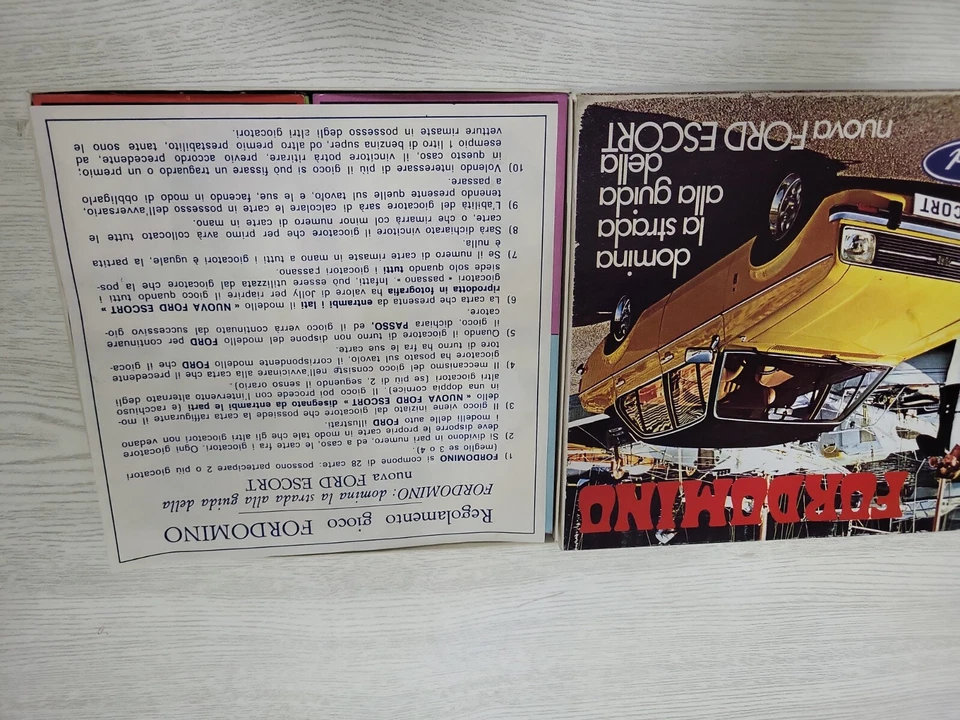 Regolamento gioco FORDOMINO
FORDOMINO: domina la strada alla guida della
nuova FORD ESCORT
1) FORDOMINO si compone di 28 carte: possono partecipare 2 o più giocatori
(meglio se 3 o 4).
2) Si dividono in pari numero, ed a caso, le carte fra i giocatori. Ogni giocatore
deve disporre le proprie carte in modo tale che gli altri giocatori non vedano
i modelli delle auto FORD illustrati.
3) Il gioco viene iniziato dal giocatore che possiede la carta raffigurante il mo-
dello « NUOVA FORD ESCORT » disegnato da entrambe le parti (e racchiuso
in una doppia cornice). Il gioco poi procede con l'intervento alternato degli
altri giocatori (se più di 2, seguendo il senso orario).
4) Il meccanismo del gioco consiste nell'avvicinare alla carta che il precedente
giocatore ha posato sul tavolo, il corrispondente modello FORD che il gioca-
tore di turno ha fra le sue carte.
5) Quando il giocatore di turno non dispone del modello FORD per continuare
il gioco, dichiara PASSO, ed il gioco verrà continuato dal successivo gio-
catore.
6) La carta che presenta da entrambi i lati il modello « NUOVA FORD ESCORT »
riprodotta in fotografia ha valore di Jolly per riaprire il gioco quando tutti i
giocatori « passano ». Infatti, può essere utilizzata dal giocatore che la pos-
siede solo quando tutti i giocatori passano.
7) Se il numero di carte rimaste in mano a tutti i giocatori è uguale, la partita
è nulla.
8) Sarà dichiarato vincitore il giocatore che per primo avrà collocato tutte le
carte, o che rimarrà col minor numero di carte in mano.
9) L'abilità del giocatore sarà di calcolare le carte in possesso dell'avversario,
tenendo presente quelle sul tavolo, e le sue, facendo in modo di obbligarlo
a passare.
10) Volendo interessare di più il gioco si può fissare un traguardo o un premio;
in questo caso, il vincitore potrà ritirare, previo accordo precedente, ad
esempio 1 litro di benzina super, od altro premio prestabilito, tante sono le
vetture rimaste in possesso degli altri giocatori.
FORDOMINO
domina
la strada
alla guida
della
nuova FORD ESCORT